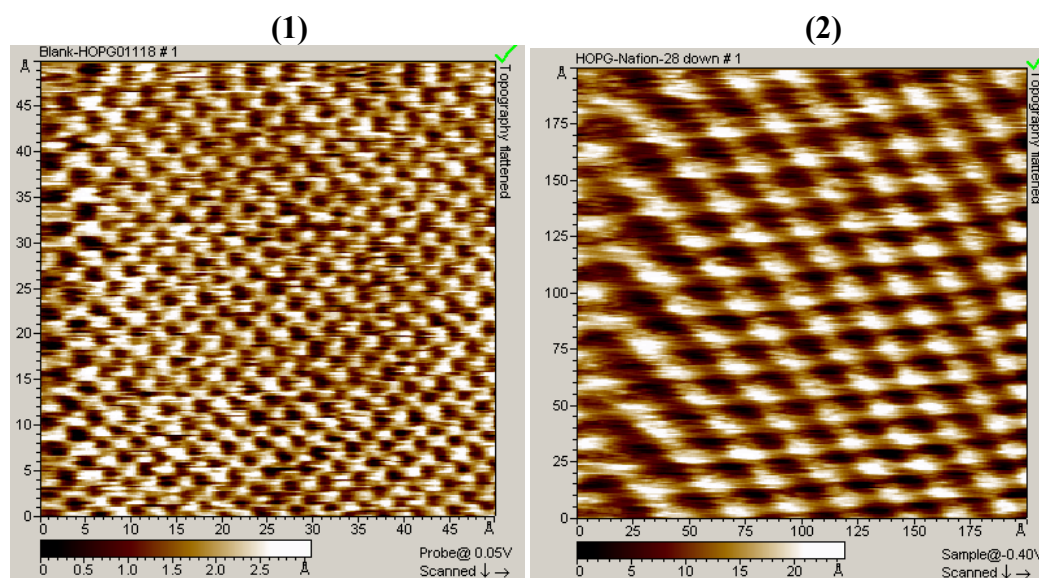 (1)
(2)
Blank-HOPG01118 # 1
Å
45
40
35
30
25
20
15
10
5
0
0 5 10 15 20 25 30 35 40 45 Å
Topography flattened
0 0.5 1.0 1.5 2.0 2.5 Å
Probe@ 0.05V
Scanned ↓ →
HOPG-Nafion-28 down # 1
Å
175
150
125
100
75
50
25
0
0 25 50 75 100 125 150 175 Å
Topography flattened
0 5 10 15 20 Å
Sample@-0.40V
Scanned ↓ →